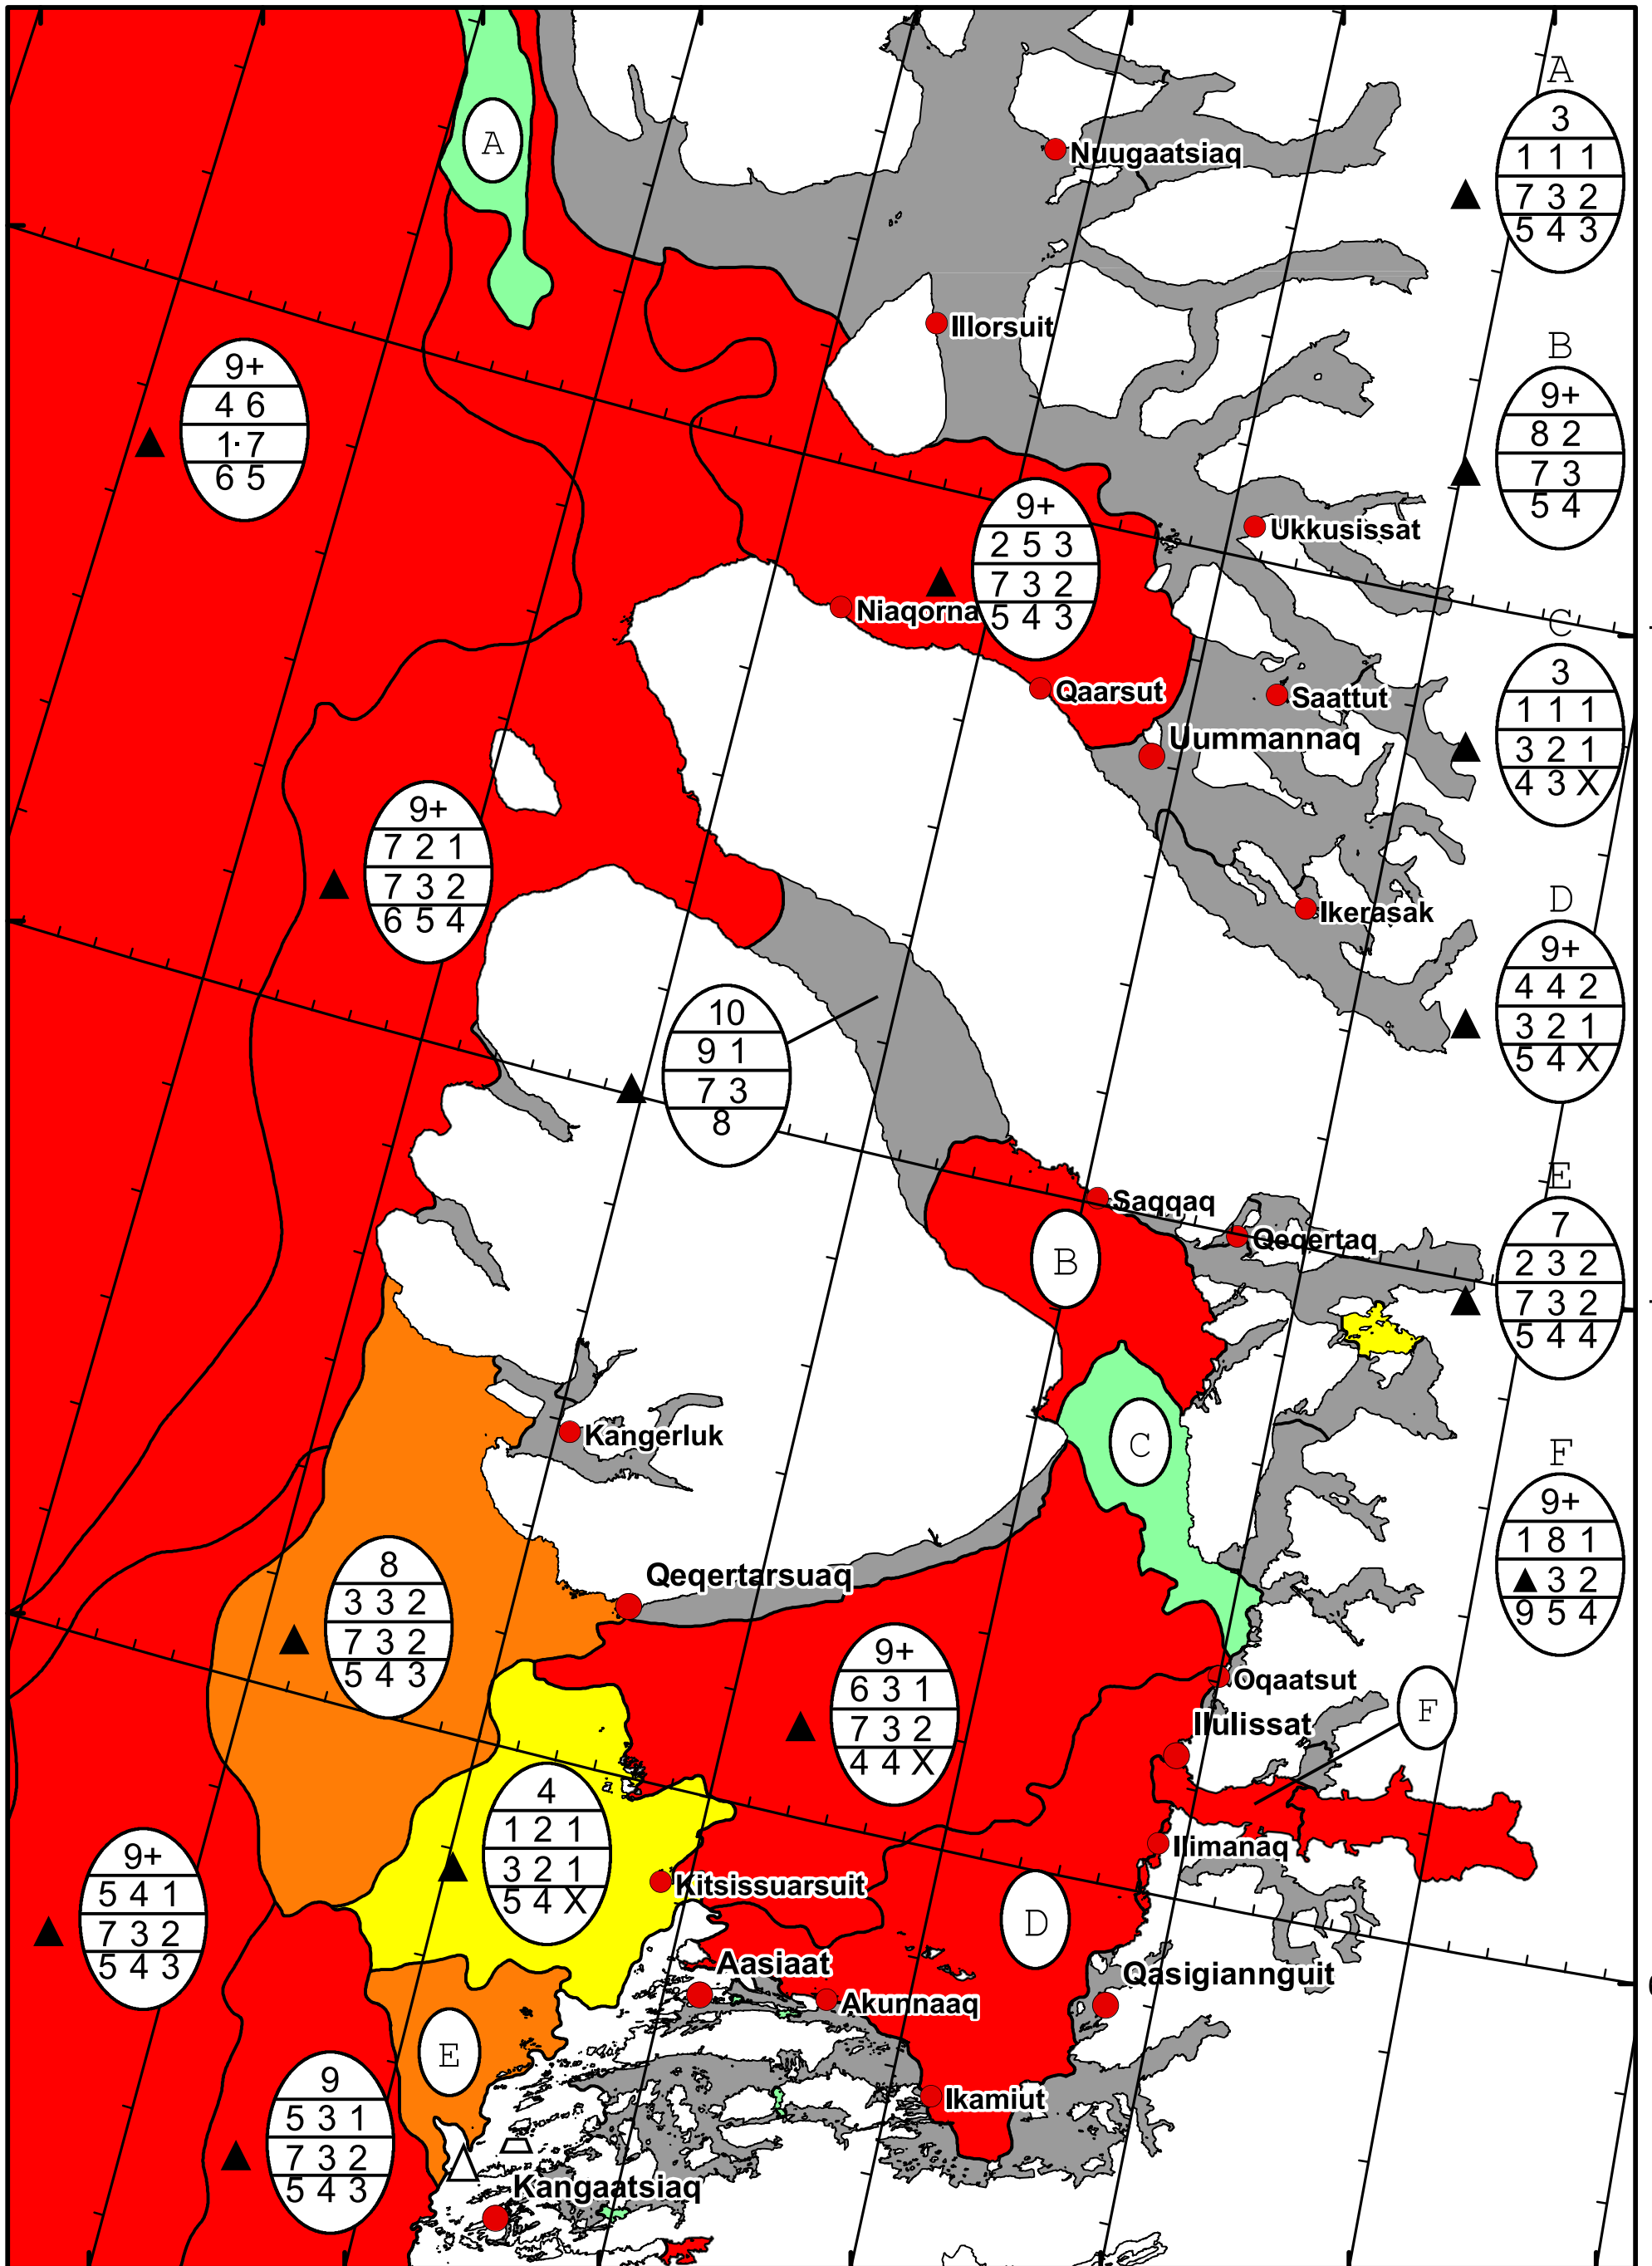 A
3
1 1 1
7 3 2
5 4 3
A
Nuugaatsiaq
Illorsuit
9+
4 6
1· 7
6 5
B
9+
8 2
7 3
5 4
9+
2 5 3
7 3 2
5 4 3
Ukkusissat
Niaqorna
C
3
1 1 1
3 2 1
4 3 X
Qaarsut
Saattut
Uummannaq
9+
7 2 1
7 3 2
6 5 4
Ikerasak
D
9+
4 4 2
3 2 1
5 4 X
10
9 1
7 3
8
Saqqaq
Qeqertaq
B
E
7
2 3 2
7 3 2
5 4 4
Kangerluk
C
F
9+
1 8 1
▲ 3 2
9 5 4
8
3 3 2
7 3 2
5 4 3
Qeqertarsuaq
9+
6 3 1
7 3 2
4 4 X
Oqaatsut
Ilulissat
F
4
1 2 1
3 2 1
5 4 X
Ilimanaq
9+
5 4 1
7 3 2
5 4 3
Kitsissuarsuit
D
Aasiaat
Akunnaaq
Qasigiannguit
E
9
5 3 1
7 3 2
5 4 3
Ikamiut
Kangaatsiaq